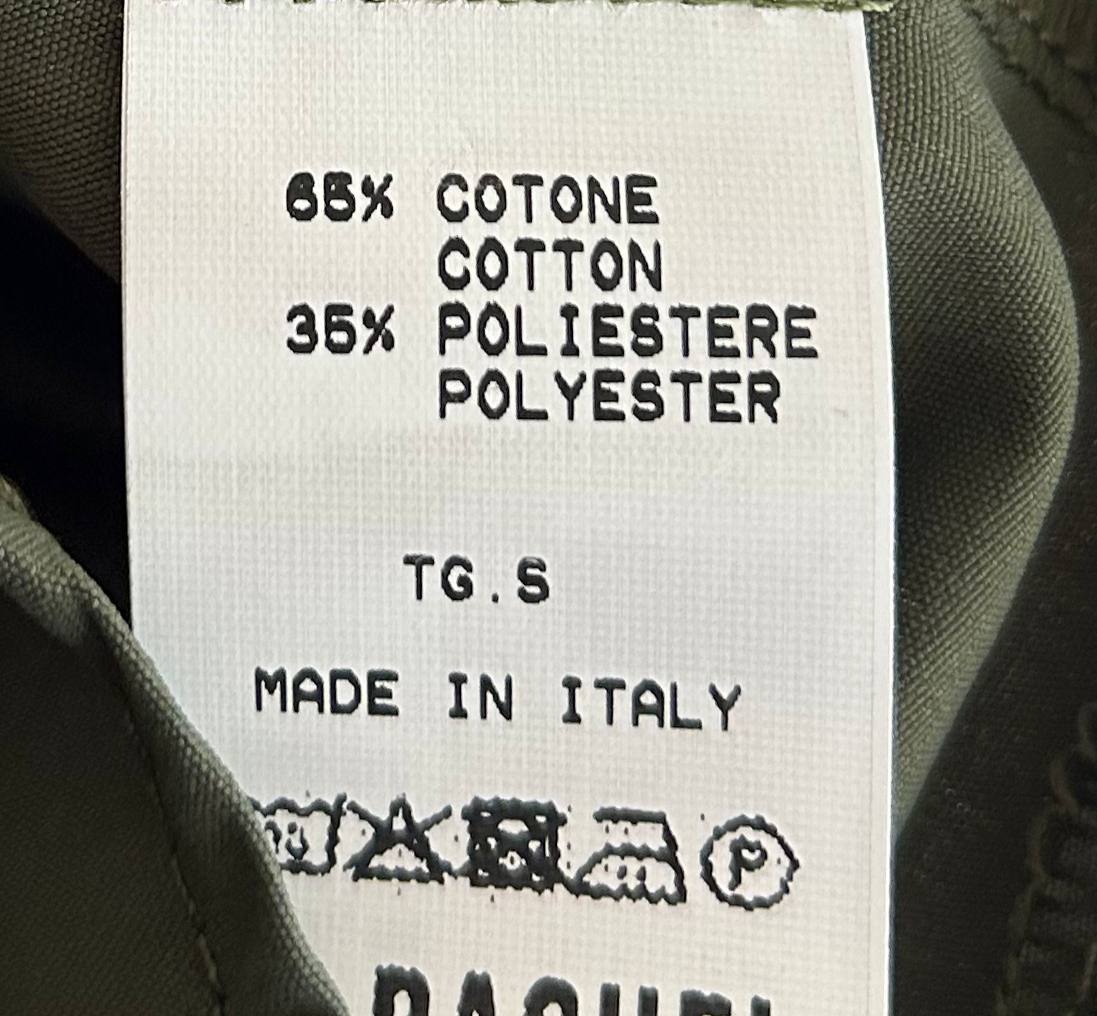 65% COTONE
COTTON
35% POLIESTERE
POLYESTER
TG.S
MADE IN ITALY
P